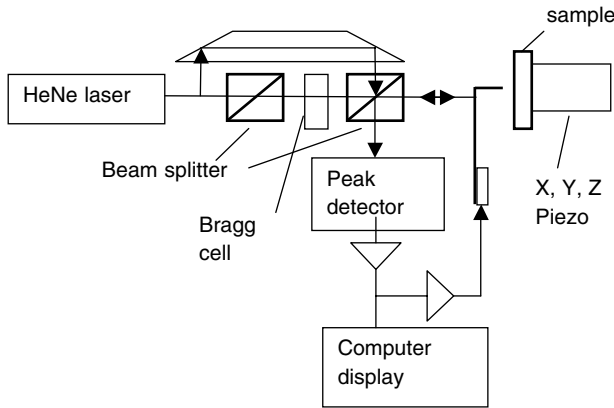 sample
HeNe laser
Beam splitter
Bragg
cell
Peak
detector
X, Y, Z
Piezo
Computer
display